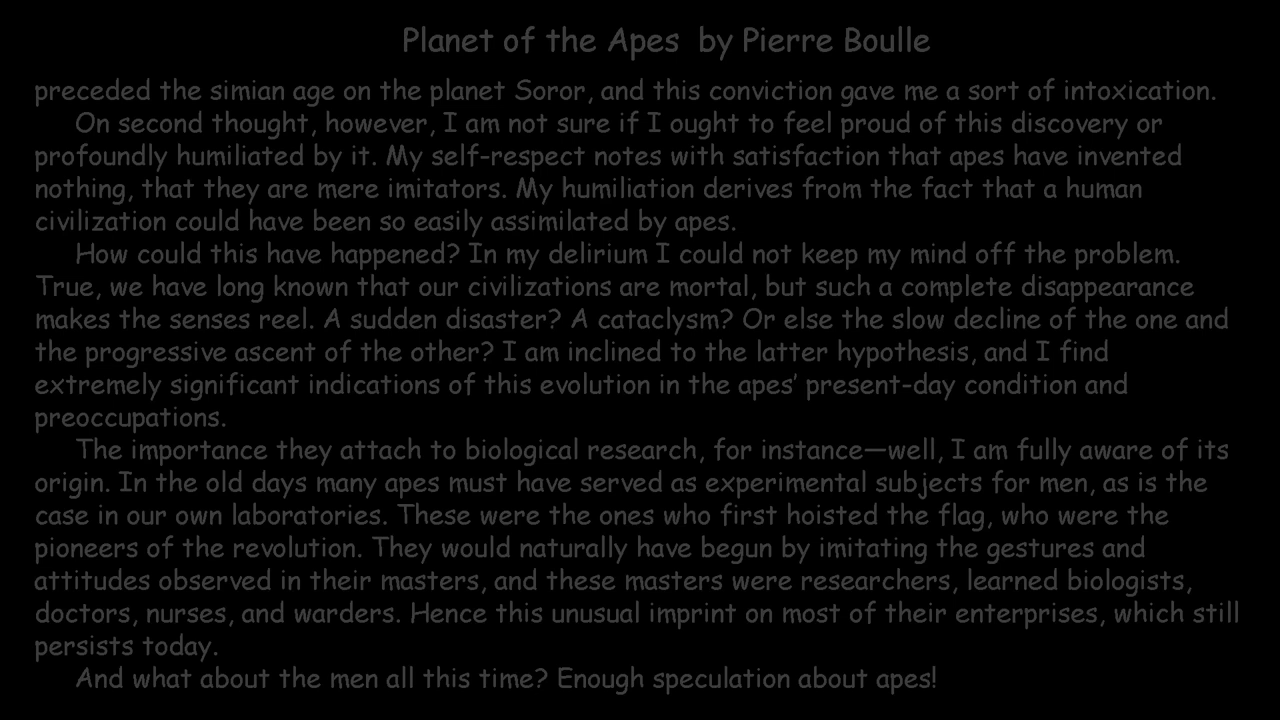 Planet of the Apes  by Pierre Boulle
preceded the simian age on the planet Soror, and this conviction gave me a sort of intoxication.
On second thought, however, I am not sure if I ought to feel proud of this discovery or
profoundly humiliated by it. My self-respect notes with satisfaction that apes have invented
nothing, that they are mere imitators. My humiliation derives from the fact that a human
civilization could have been so easily assimilated by apes.
How could this have happened? In my delirium I could not keep my mind off the problem.
True, we have long known that our civilizations are mortal, but such a complete disappearance
makes the senses reel. A sudden disaster? A cataclysm? Or else the slow decline of the one and
the progressive ascent of the other? I am inclined to the latter hypothesis, and I find
extremely significant indications of this evolution in the apes’ present-day condition and
preoccupations.
The importance they attach to biological research, for instance—well, I am fully aware of its
origin. In the old days many apes must have served as experimental subjects for men, as is the
case in our own laboratories. These were the ones who first hoisted the flag, who were the
pioneers of the revolution. They would naturally have begun by imitating the gestures and
attitudes observed in their masters, and these masters were researchers, learned biologists,
doctors, nurses, and warders. Hence this unusual imprint on most of their enterprises, which still
persists today.
And what about the men all this time? Enough speculation about apes!